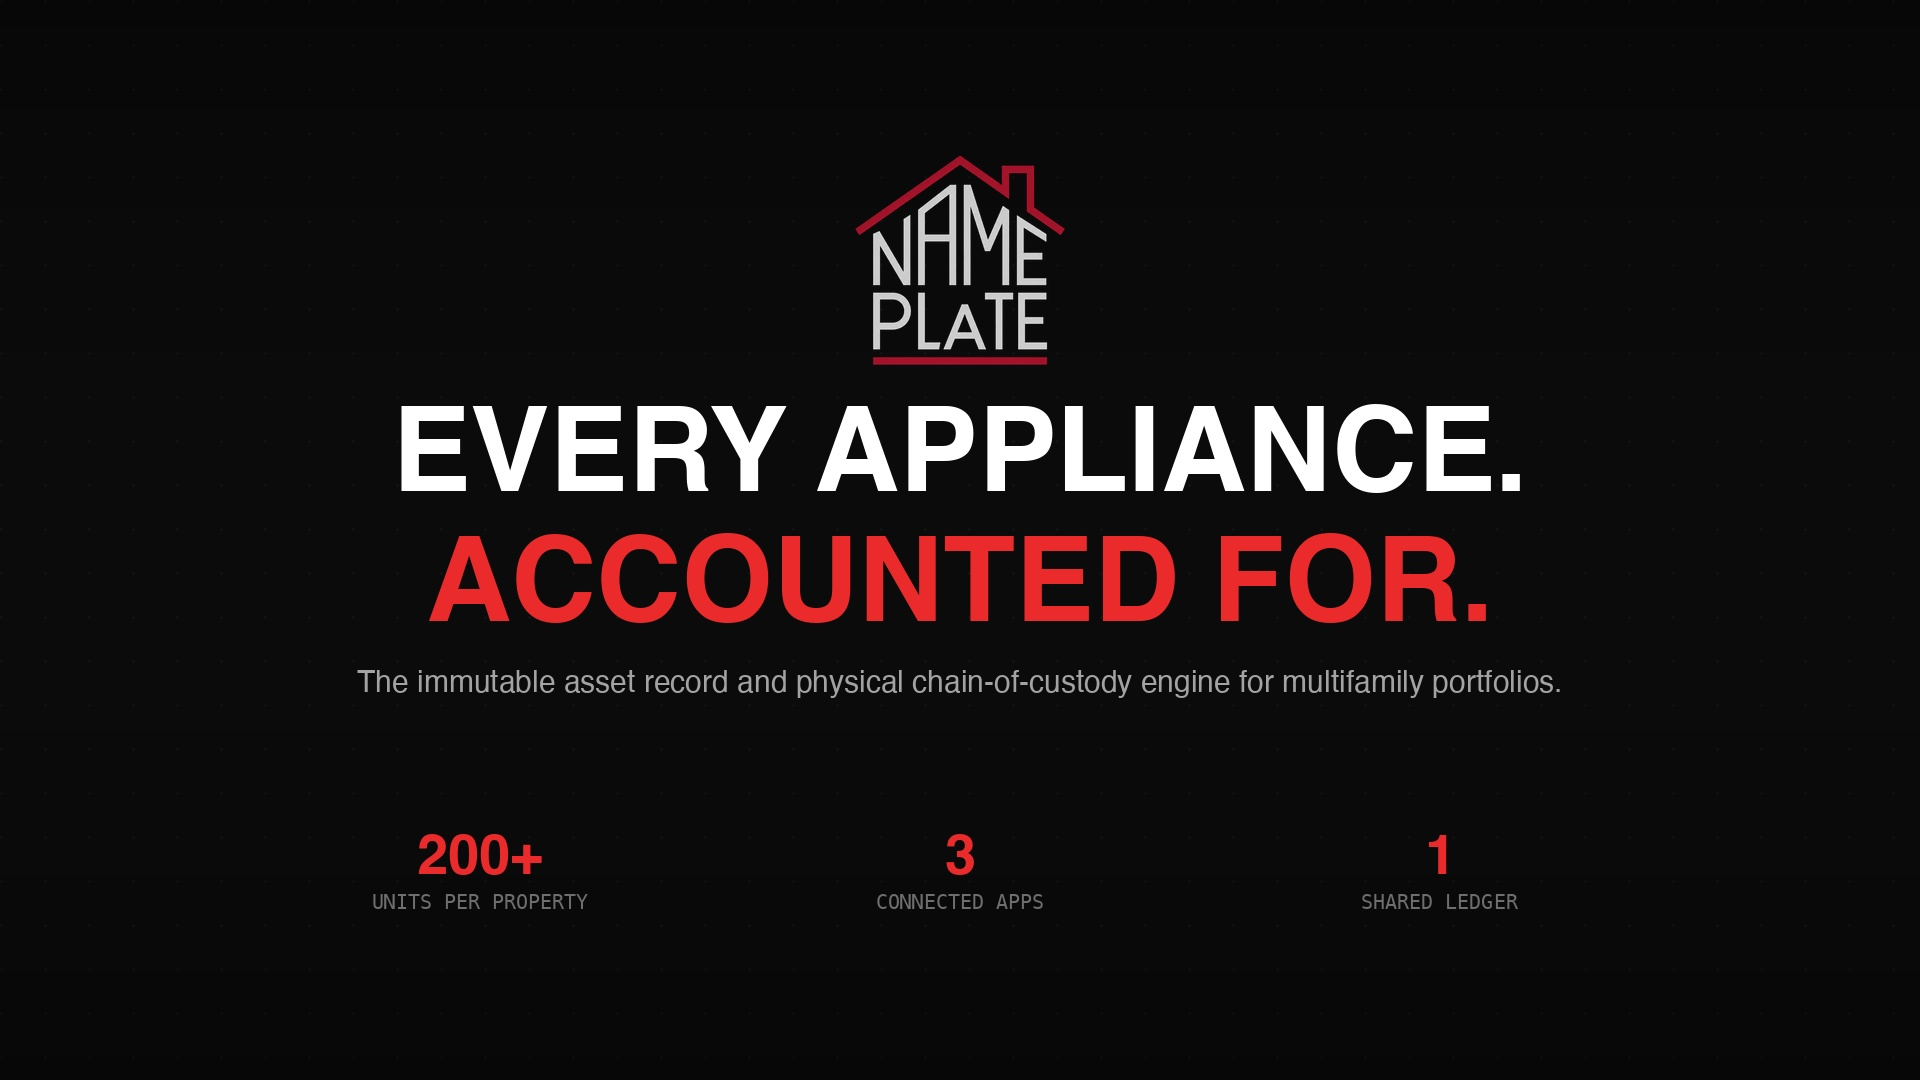 NAME
PLATE
EVERY APPLIANCE.
ACCOUNTED FOR.
The immutable asset record and physical chain-of-custody engine for multifamily portfolios.
200+
UNITS PER PROPERTY
3
CONNECTED APPS
1
SHARED LEDGER